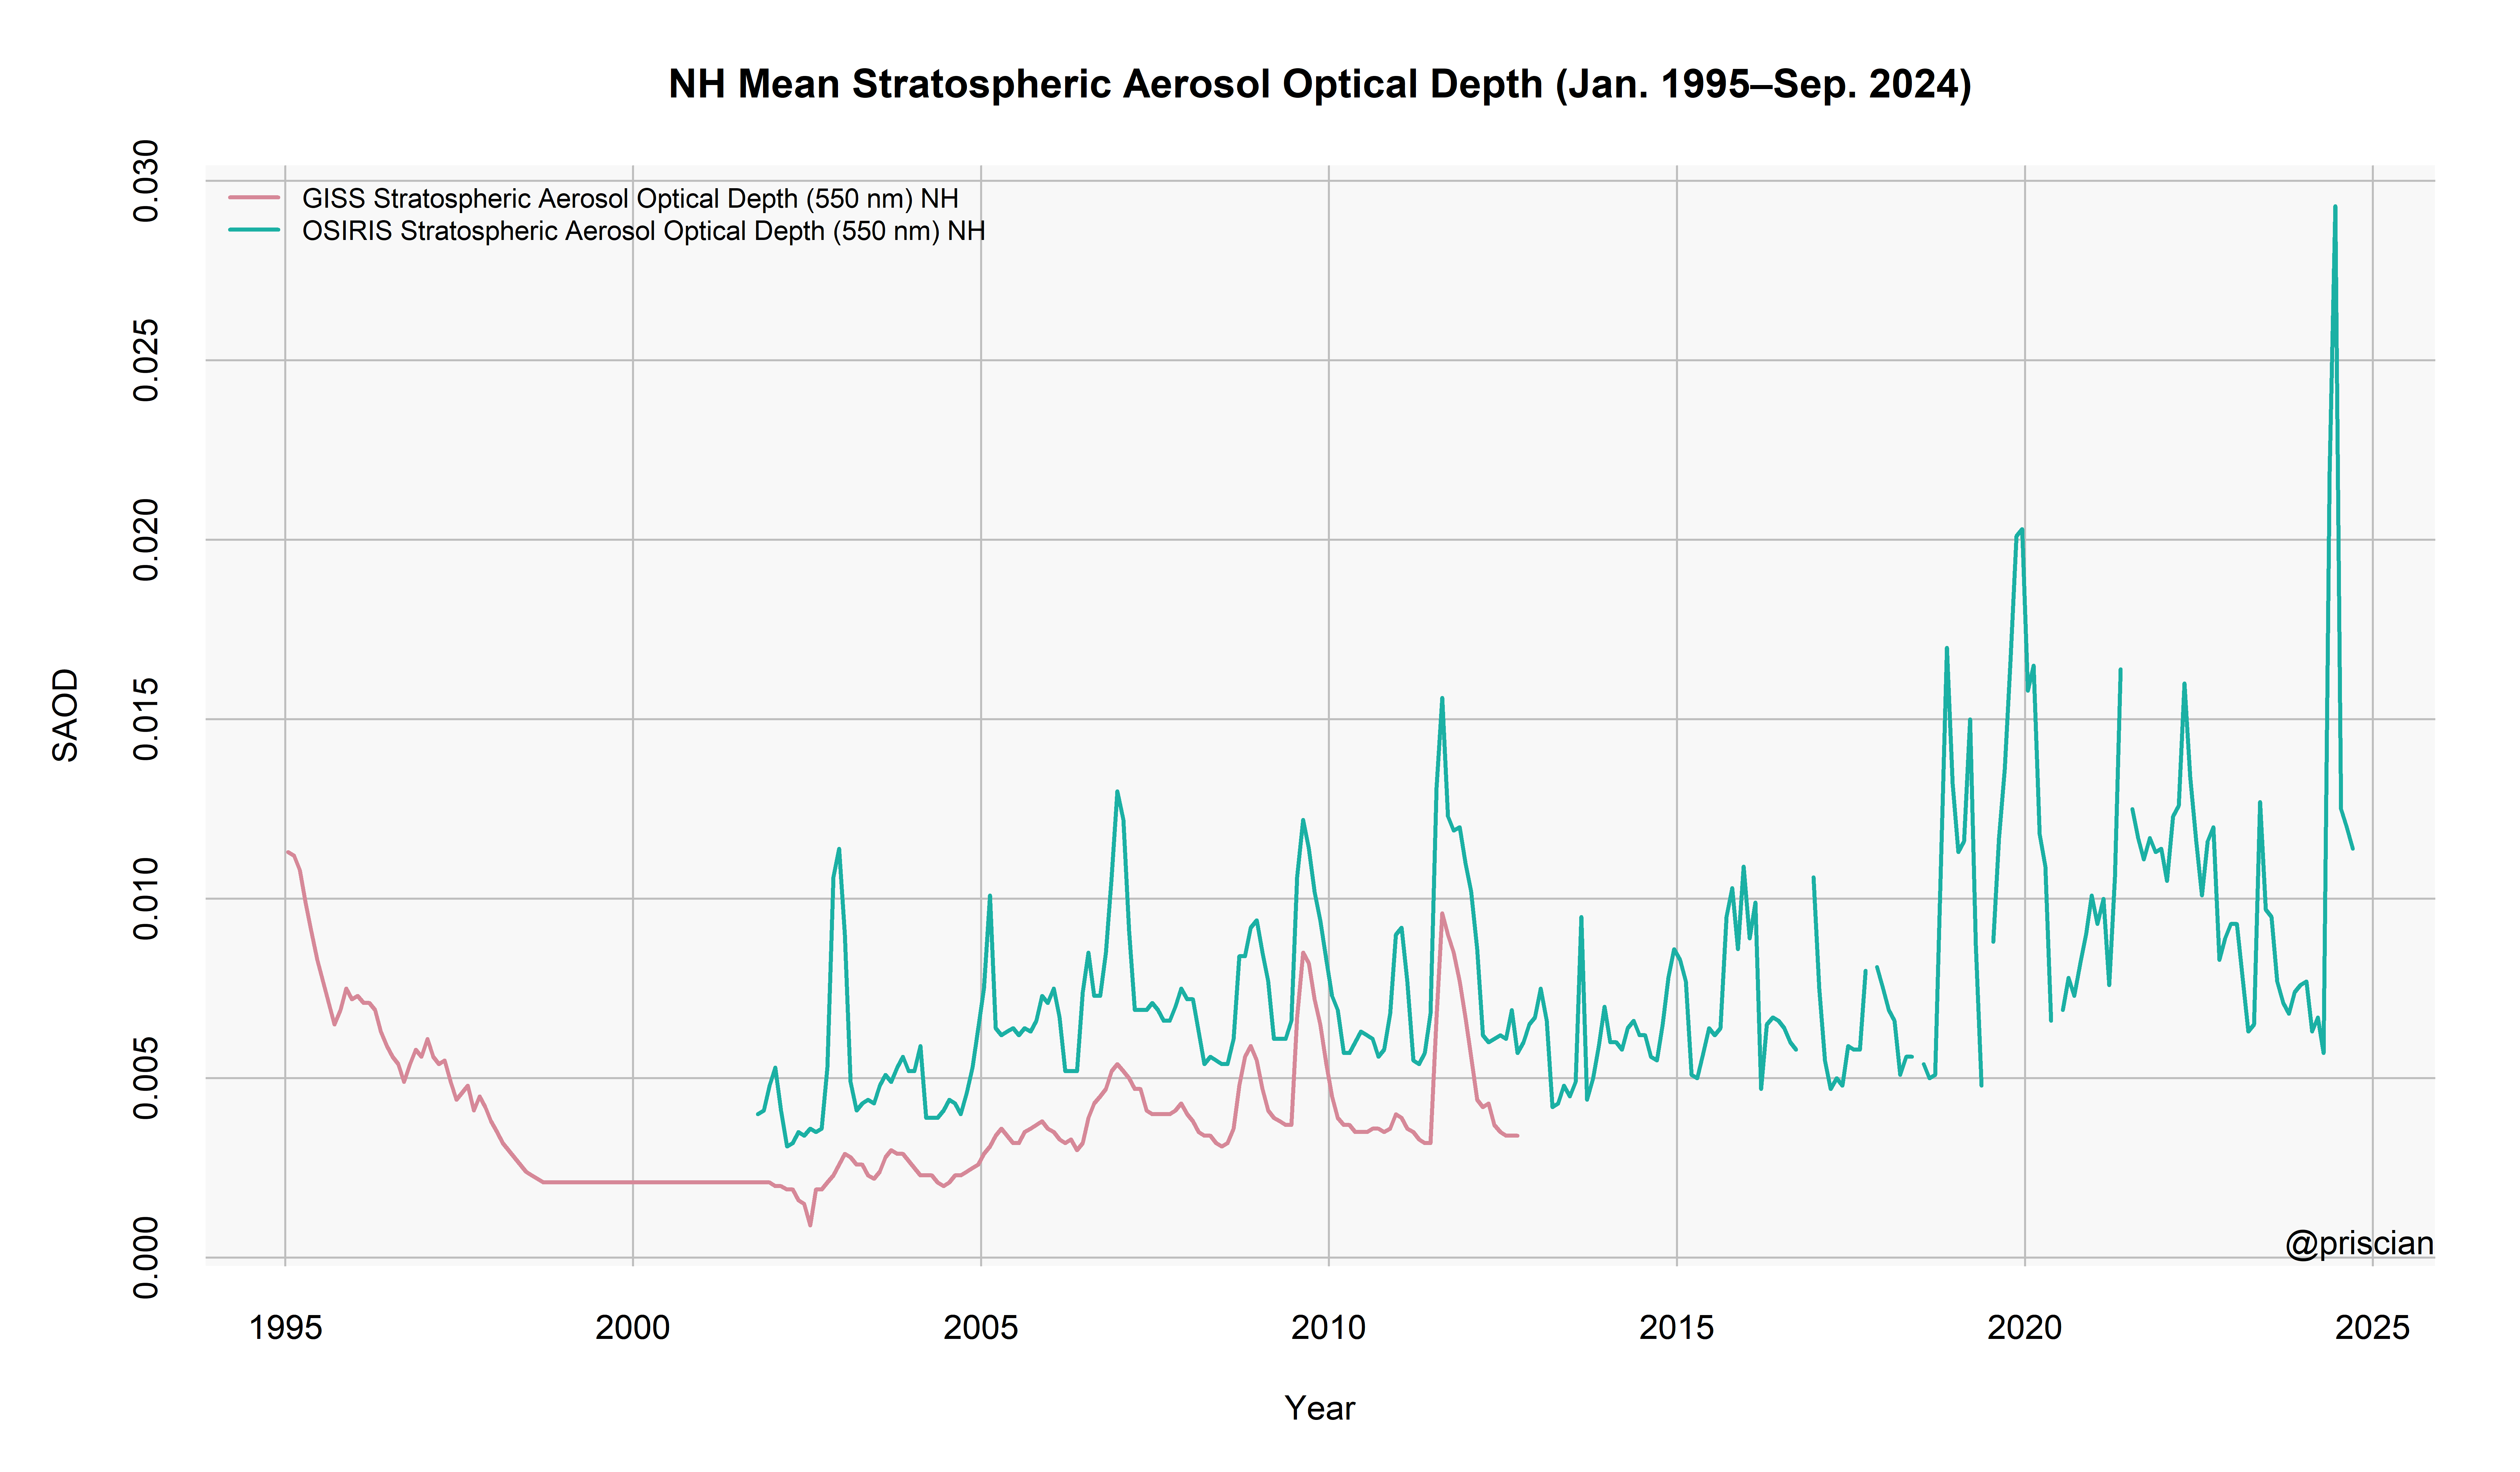 NH Mean Stratospheric Aerosol Optical Depth (Jan. 1995–Sep. 2024)
GISS Stratospheric Aerosol Optical Depth (550 nm) NH
OSIRIS Stratospheric Aerosol Optical Depth (550 nm) NH
0.030
0.025
0.020
0.015
0.010
0.005
0.000
SAOD
@priscian
1995
2000
2005
2010
2015
2020
2025
Year